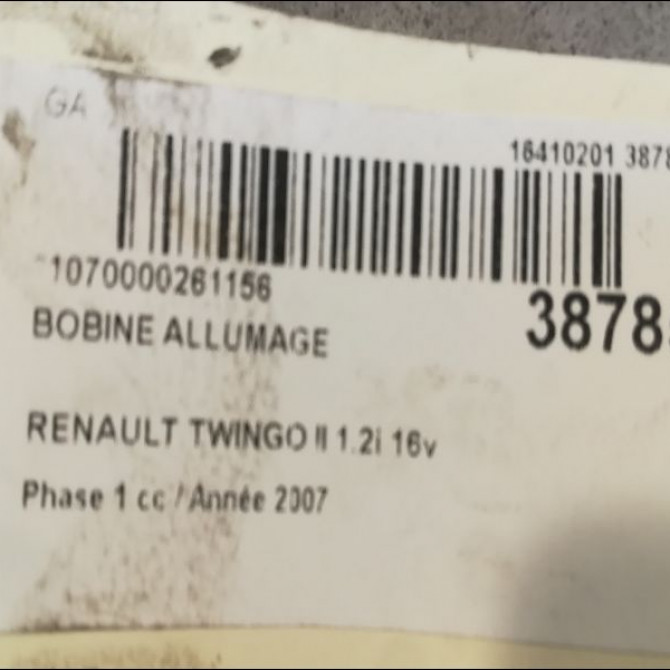 GA
16410201 3878
1070000261156
3878
BOBINE ALLUMAGE
RENAULT TWINGO II 1.2i 16v
Phase 1 cc / Année 2007